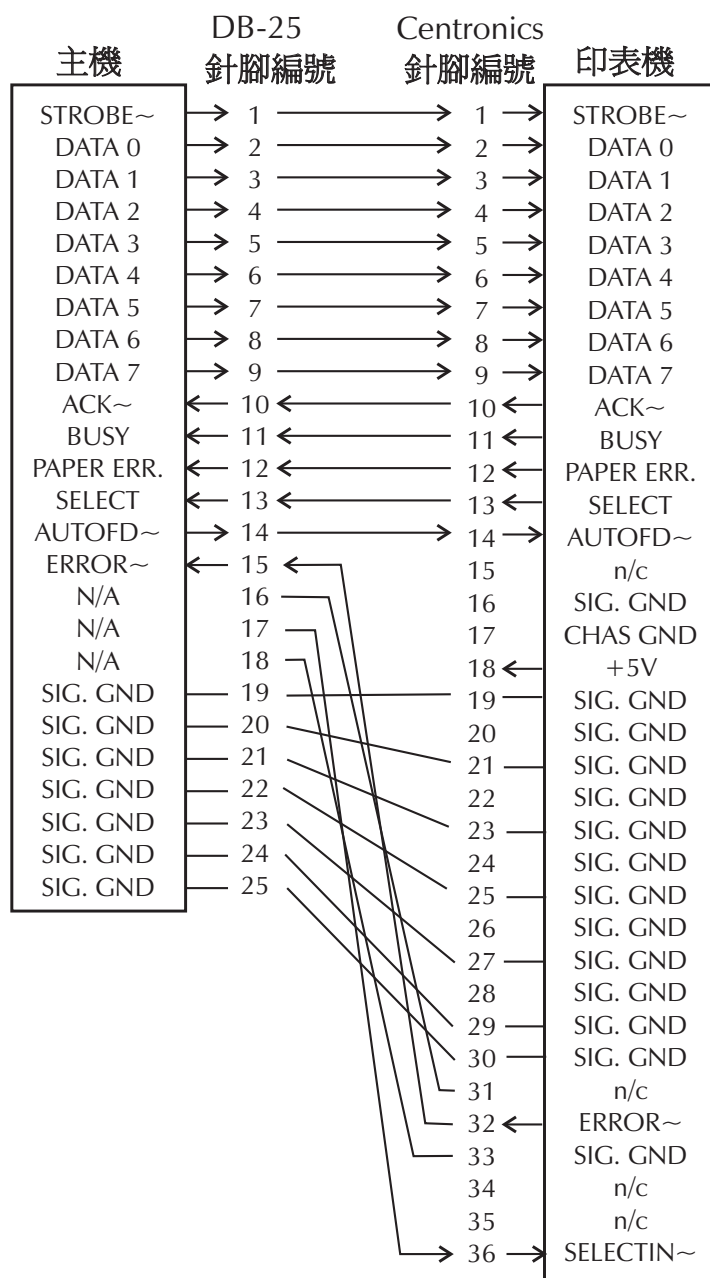 DB-25 Centronics
主機 針腳編號 針腳編號 印表機
STROBE~ 1 1 STROBE~
DATA 0 2 2 DATA 0
DATA 1 3 3 DATA 1
DATA 2 4 4 DATA 2
DATA 3 5 5 DATA 3
DATA 4 6 6 DATA 4
DATA 5 7 7 DATA 5
DATA 6 8 8 DATA 6
DATA 7 9 9 DATA 7
ACK~ 10 10 ACK~
BUSY 11 11 BUSY
PAPER ERR. 12 12 PAPER ERR.
SELECT 13 13 SELECT
AUTOFD~ 14 14 AUTOFD~
ERROR~ 15 15 n/c
N/A 16 16 SIG. GND
N/A 17 17 CHAS GND
N/A 18 18 +5V
SIG. GND 19 19 SIG. GND
SIG. GND 20 20 SIG. GND
SIG. GND 21 21 SIG. GND
SIG. GND 22 22 SIG. GND
SIG. GND 23 23 SIG. GND
SIG. GND 24 24 SIG. GND
SIG. GND 25 25 SIG. GND
26 SIG. GND
27 SIG. GND
28 SIG. GND
29 SIG. GND
30 SIG. GND
31 n/c
32 ERROR~
33 SIG. GND
34 n/c
35 n/c
36 SELECTIN~